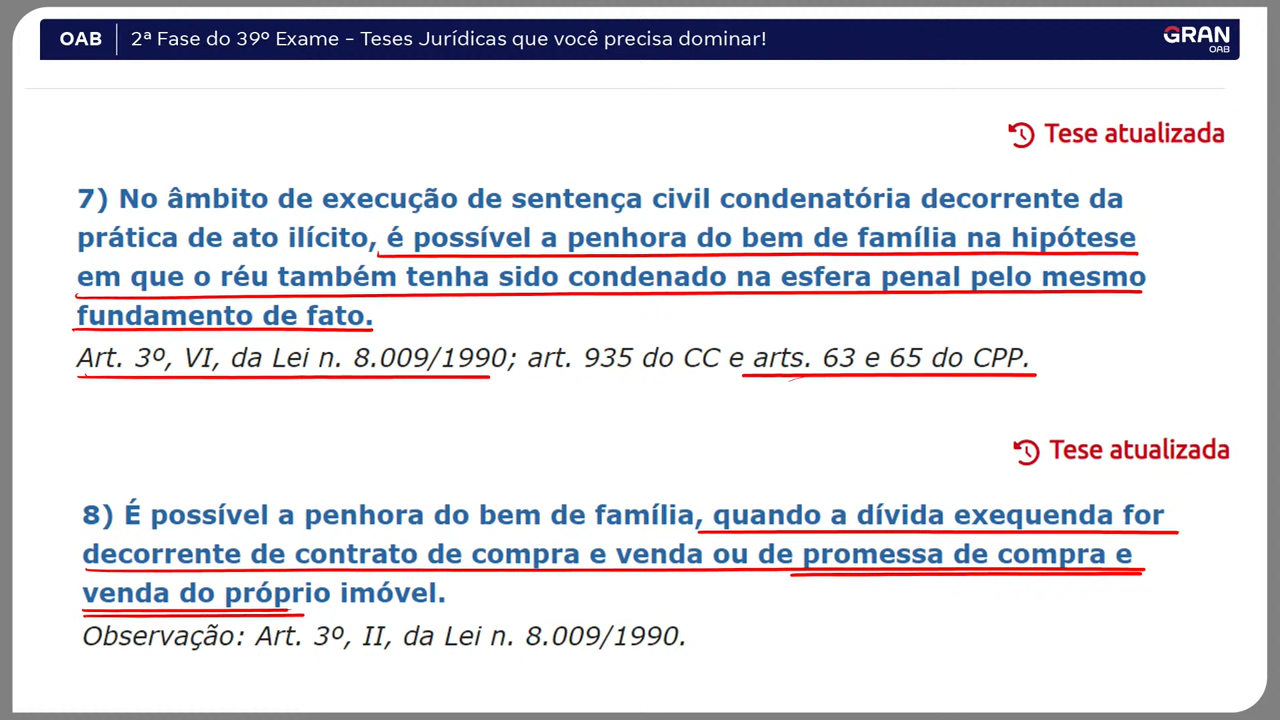 OAB | 2ª Fase do 39º Exame – Teses Jurídicas que você precisa dominar!
GRAN
OAB
Tese atualizada
7) No âmbito de execução de sentença civil condenatória decorrente da
prática de ato ilícito, é possível a penhora do bem de família na hipótese
em que o réu também tenha sido condenado na esfera penal pelo mesmo
fundamento de fato.
Art. 3º, VI, da Lei n. 8.009/1990; art. 935 do CC e arts. 63 e 65 do CPP.
Tese atualizada
8) É possível a penhora do bem de família, quando a dívida exequenda for
decorrente de contrato de compra e venda ou de promessa de compra e
venda do próprio imóvel.
Observação: Art. 3º, II, da Lei n. 8.009/1990.